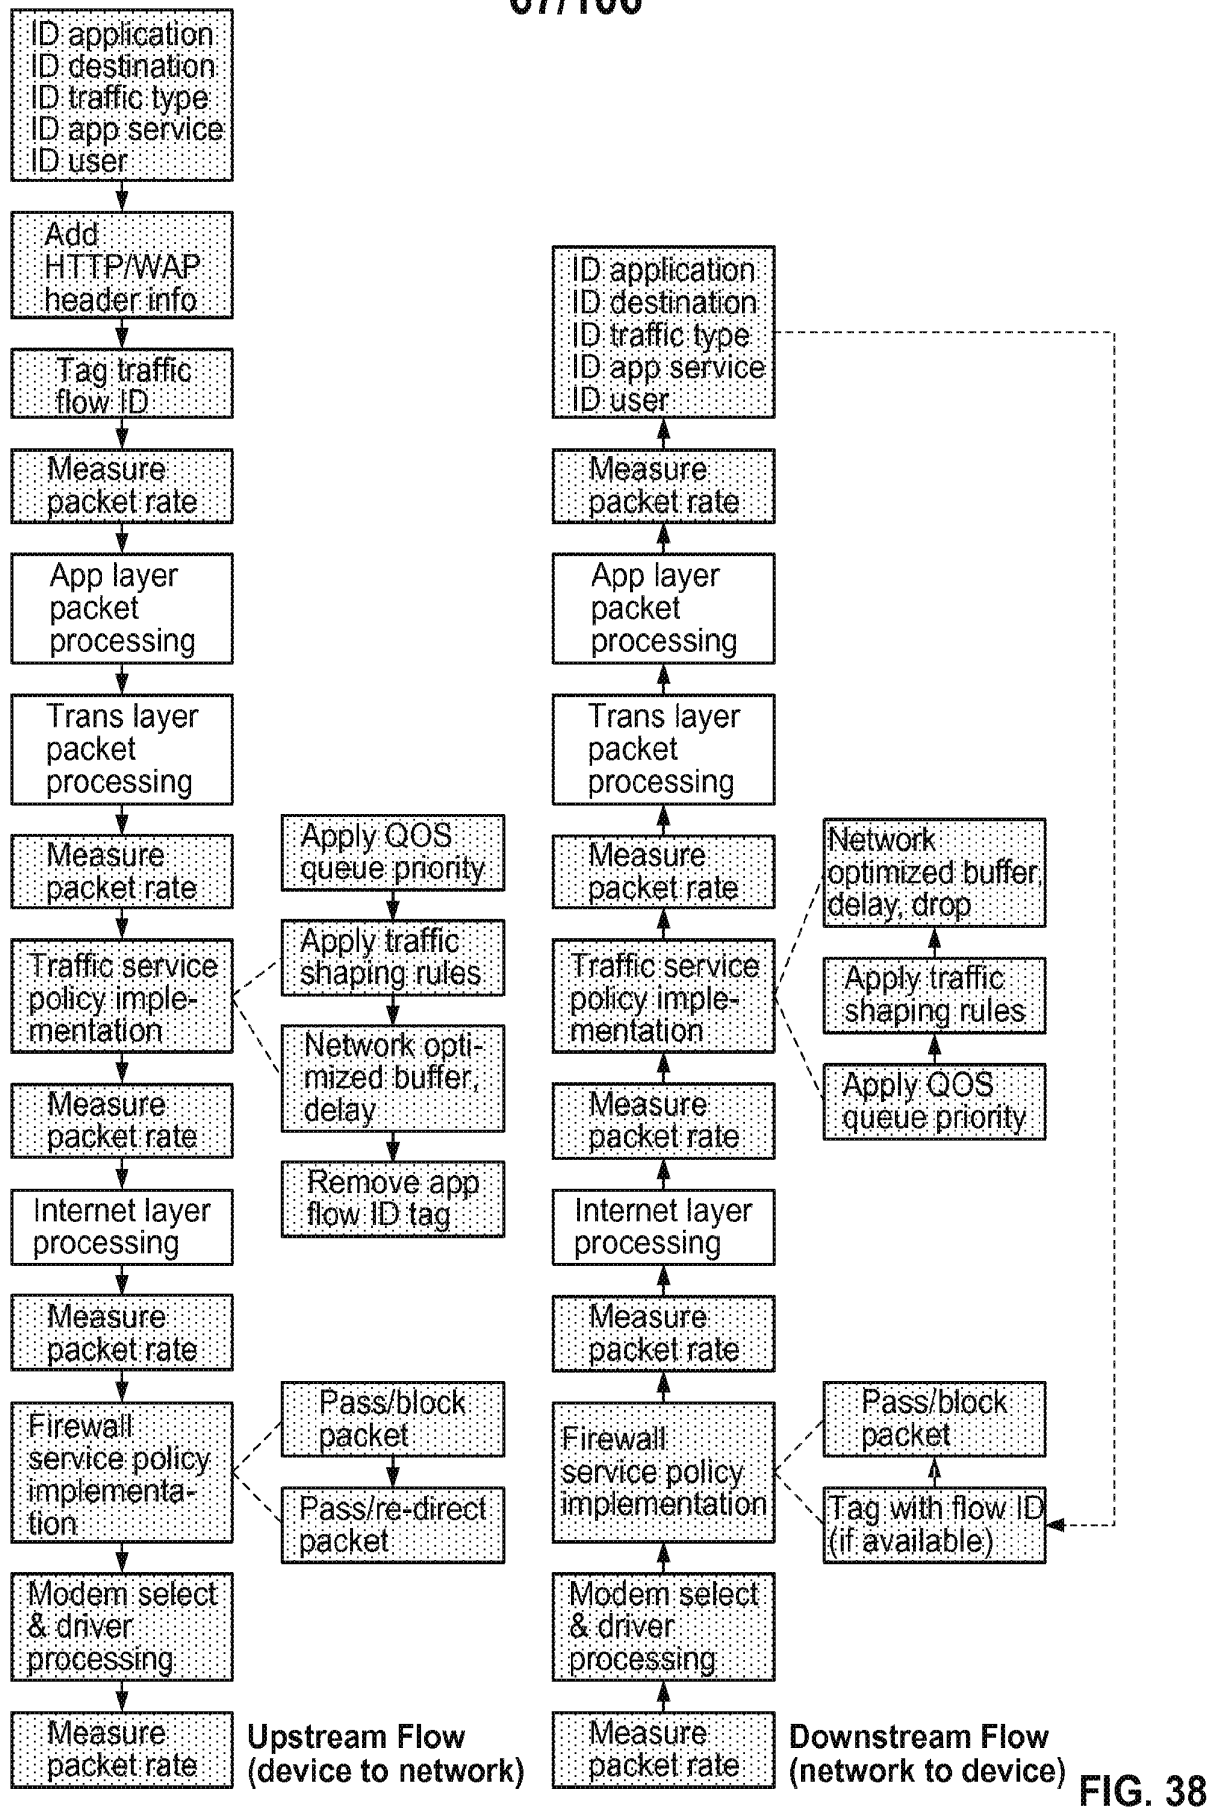 ID application
ID destination
ID traffic type
ID app service
ID user
Add
HTTP/WAP
header info
Tag traffic
flow ID
Measure
packet rate
App layer
packet
processing
Trans layer
packet
processing
Measure
packet rate
Traffic service
policy imple-
mentation
Measure
packet rate
Internet layer
processing
Measure
packet rate
Firewall
service policy
implementa-
tion
Modem select
& driver
processing
Measure
packet rate
Apply QOS
queue priority
Apply traffic
shaping rules
Network opti-
mized buffer,
delay
Remove app
flow ID tag
Pass/block
packet
Pass/re-direct
packet
Upstream Flow
(device to network)
ID application
ID destination
ID traffic type
ID app service
ID user
Measure
packet rate
App layer
packet
processing
Trans layer
packet
processing
Measure
packet rate
Traffic service
policy imple-
mentation
Measure
packet rate
Internet layer
processing
Measure
packet rate
Firewall
service policy
implementation
Modem select
& driver
processing
Measure
packet rate
Network
optimized buffer,
delay, drop
Apply traffic
shaping rules
Apply QOS
queue priority
Pass/block
packet
Tag with flow ID
(if available)
Downstream Flow
(network to device)
FIG. 38